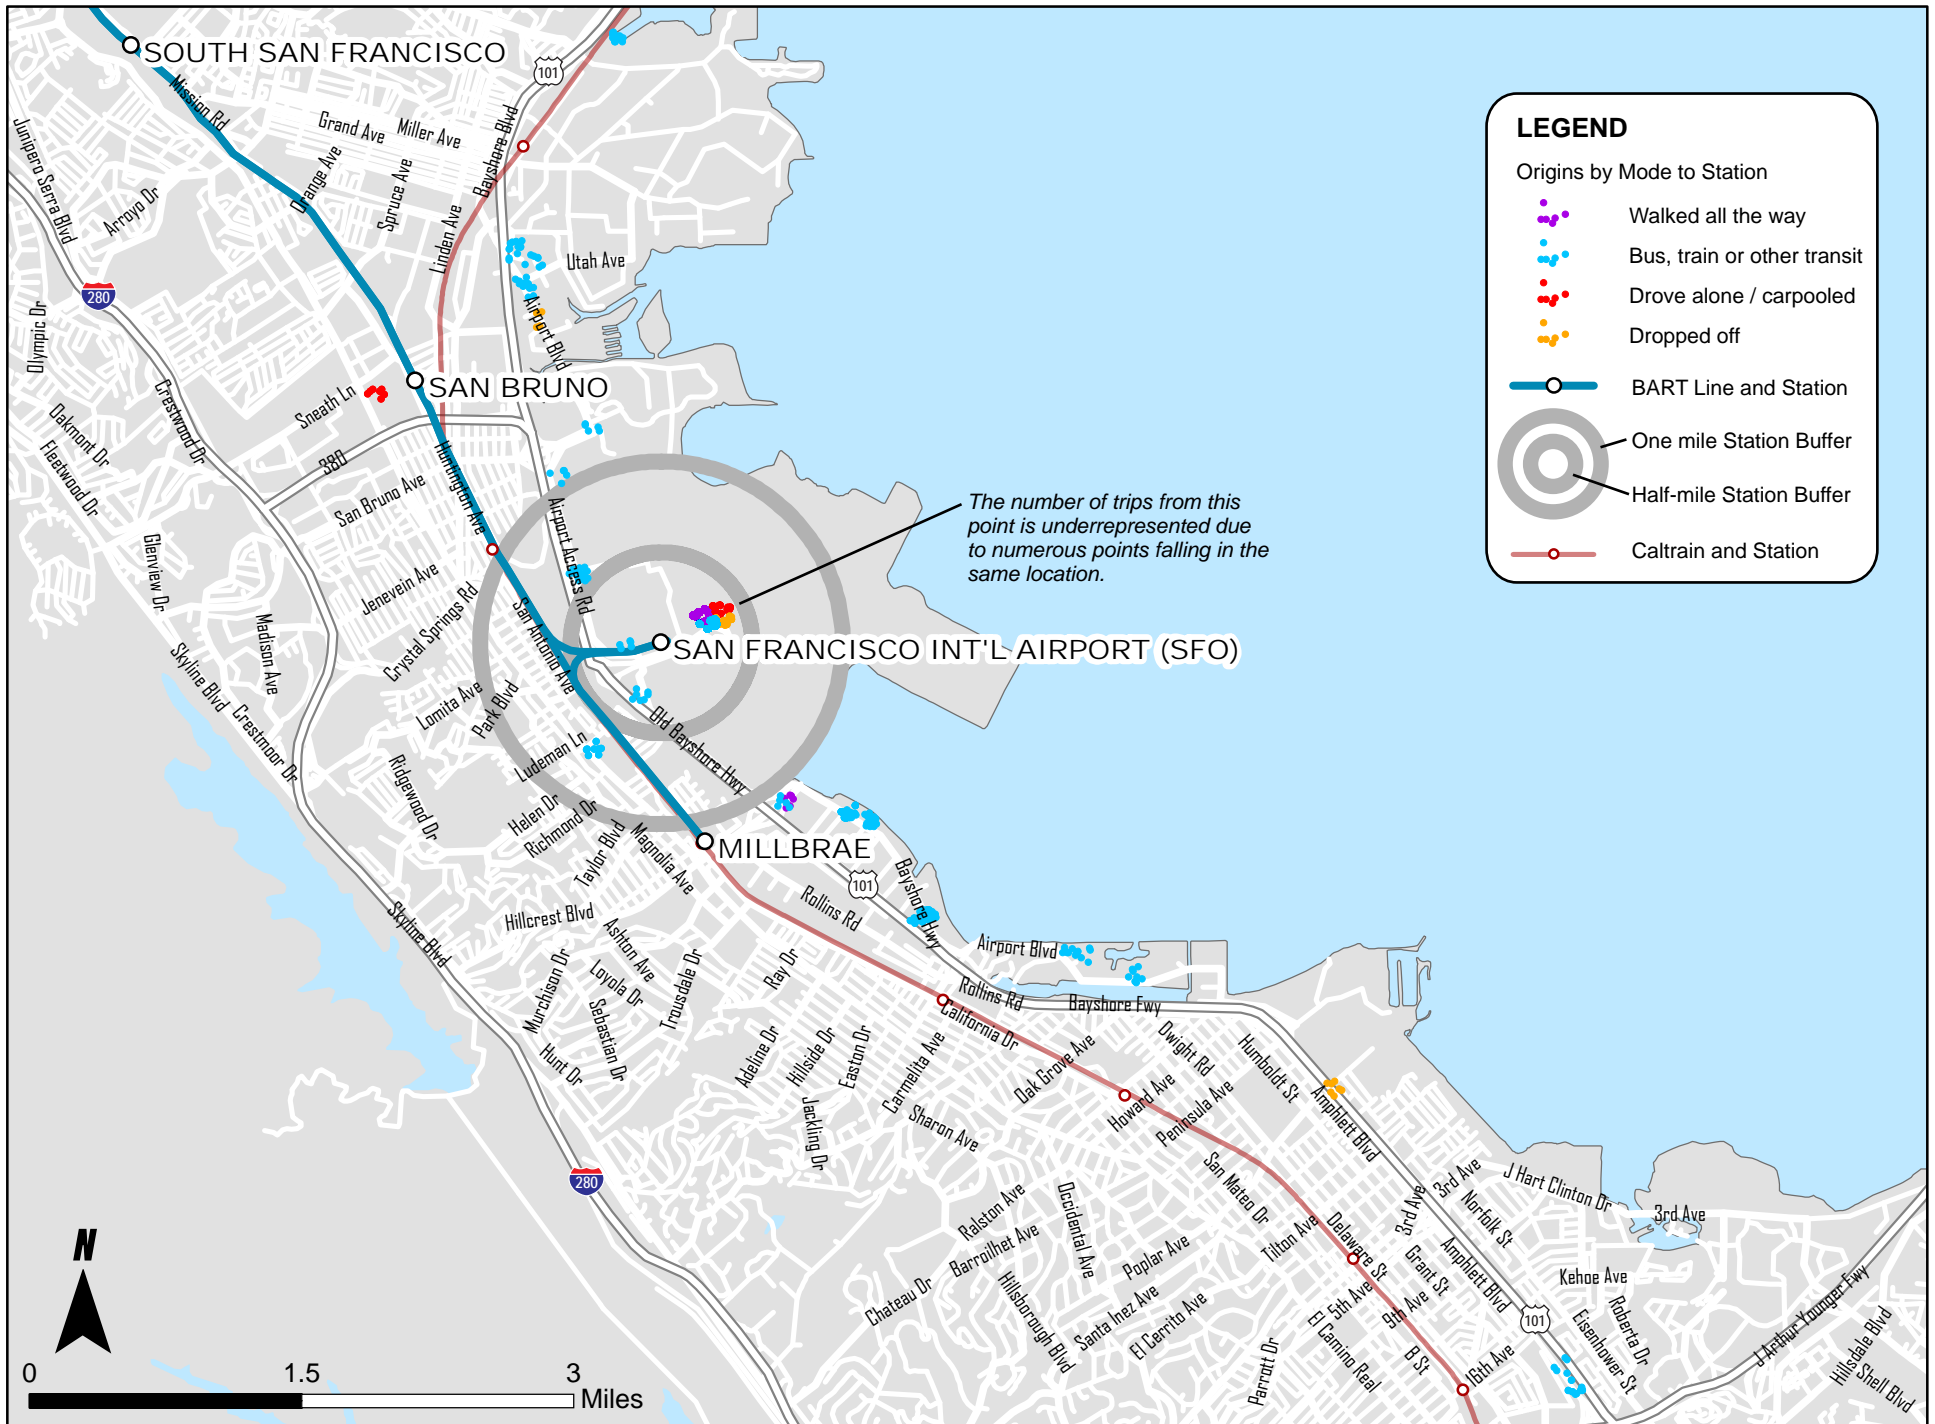 SOUTH SAN FRANCISCO
101
Mission Rd
Grand Ave
Miller Ave
Bayshore Blvd
Junipero Serra Blvd
Arroyo Dr
Orange Ave
Spruce Ave
Linden Ave
Utah Ave
280
Olympic Dr
Airport Blvd
SAN BRUNO
Sneath Ln
Crestwood Dr
Oakmont Dr
Fleetwood Dr
380
Huntington Ave
San Bruno Ave
Airport Access Rd
Glenview Dr
Jenevein Ave
Crystal Springs Rd
San Antonio Ave
Madison Ave
Skyline Blvd
Crestmoor Dr
Lomita Ave
Park Blvd
SAN FRANCISCO INT'L AIRPORT (SFO)
The number of trips from this
point is underrepresented due
to numerous points falling in the
same location.
Old Bayshore Hwy
Ludeman Ln
Ridgewood Dr
Helen Dr
Richmond Dr
Taylor Blvd
Magnolia Ave
MILLBRAE
101
Rollins Rd
Bayshore Hwy
Skyline Blvd
Hillcrest Blvd
Ashton Ave
Loyola Dr
Murchison Dr
Sebastian Dr
Trousdale Dr
Hunt Dr
Ray Dr
Airport Blvd
Rollins Rd
Bayshore Fwy
California Dr
Adeline Dr
Hillside Dr
Easton Dr
Carmelita Ave
Oak Grove Ave
Dwight Rd
Humboldt St
Howard Ave
Peninsula Ave
Amphlett Blvd
Jackling Dr
Sharon Ave
280
San Mateo Dr
3rd Ave
J Hart Clinton Dr
3rd Ave
3rd Ave
Norfolk St
Ralston Ave
Occidental Ave
Barroilhet Ave
Poplar Ave
Tilton Ave
Delaware St
Grant St
Amphlett Blvd
Kehoe Ave
Chateau Dr
Hillsborough Blvd
Santa Inez Ave
El Cerrito Ave
5th Ave
9th Ave
El Camino Real
101
Roberta Dr
Eisenhower St
J Arthur Younger Fwy
Hillsdale Blvd
Shell Blvd
Parrott Dr
B St
16th Ave
N
0
1.5
3
Miles
LEGEND
Origins by Mode to Station
Walked all the way
Bus, train or other transit
Drove alone / carpooled
Dropped off
BART Line and Station
One mile Station Buffer
Half-mile Station Buffer
Caltrain and Station